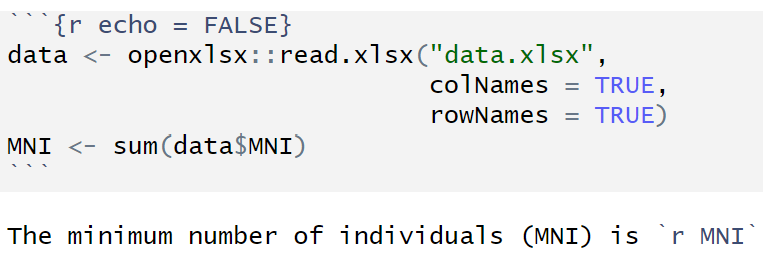 ```{r echo = FALSE}
data <- openxlsx::read.xlsx("data.xlsx",
                            colNames = TRUE,
                            rowNames = TRUE)
MNI <- sum(data$MNI)
```
The minimum number of individuals (MNI) is `r MNI`